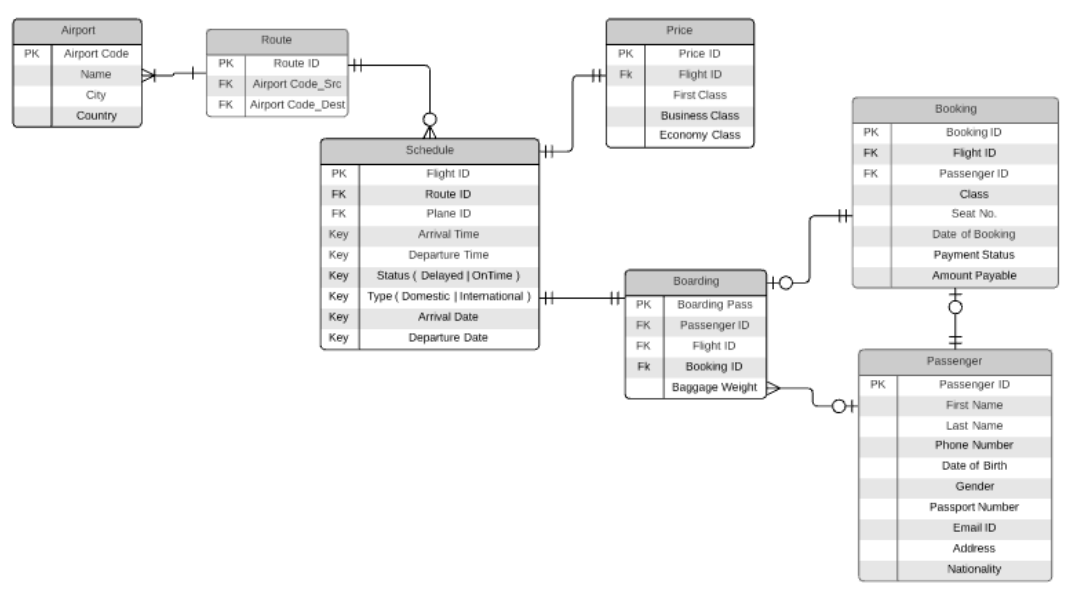 Airport
PK Airport Code
Name
City
Country
Route
PK Route ID
FK Airport Code_Src
FK Airport Code_Dest
Price
PK Price ID
Fk Flight ID
First Class
Business Class
Economy Class
Schedule
PK Flight ID
FK Route ID
FK Plane ID
Key Arrival Time
Key Departure Time
Key Status ( Delayed | OnTime )
Key Type ( Domestic | International )
Key Arrival Date
Key Departure Date
Booking
PK Booking ID
FK Flight ID
FK Passenger ID
Class
Seat No.
Date of Booking
Payment Status
Amount Payable
Boarding
PK Boarding Pass
FK Passenger ID
FK Flight ID
Fk Booking ID
Baggage Weight
Passenger
PK Passenger ID
First Name
Last Name
Phone Number
Date of Birth
Gender
Passport Number
Email ID
Address
Nationality